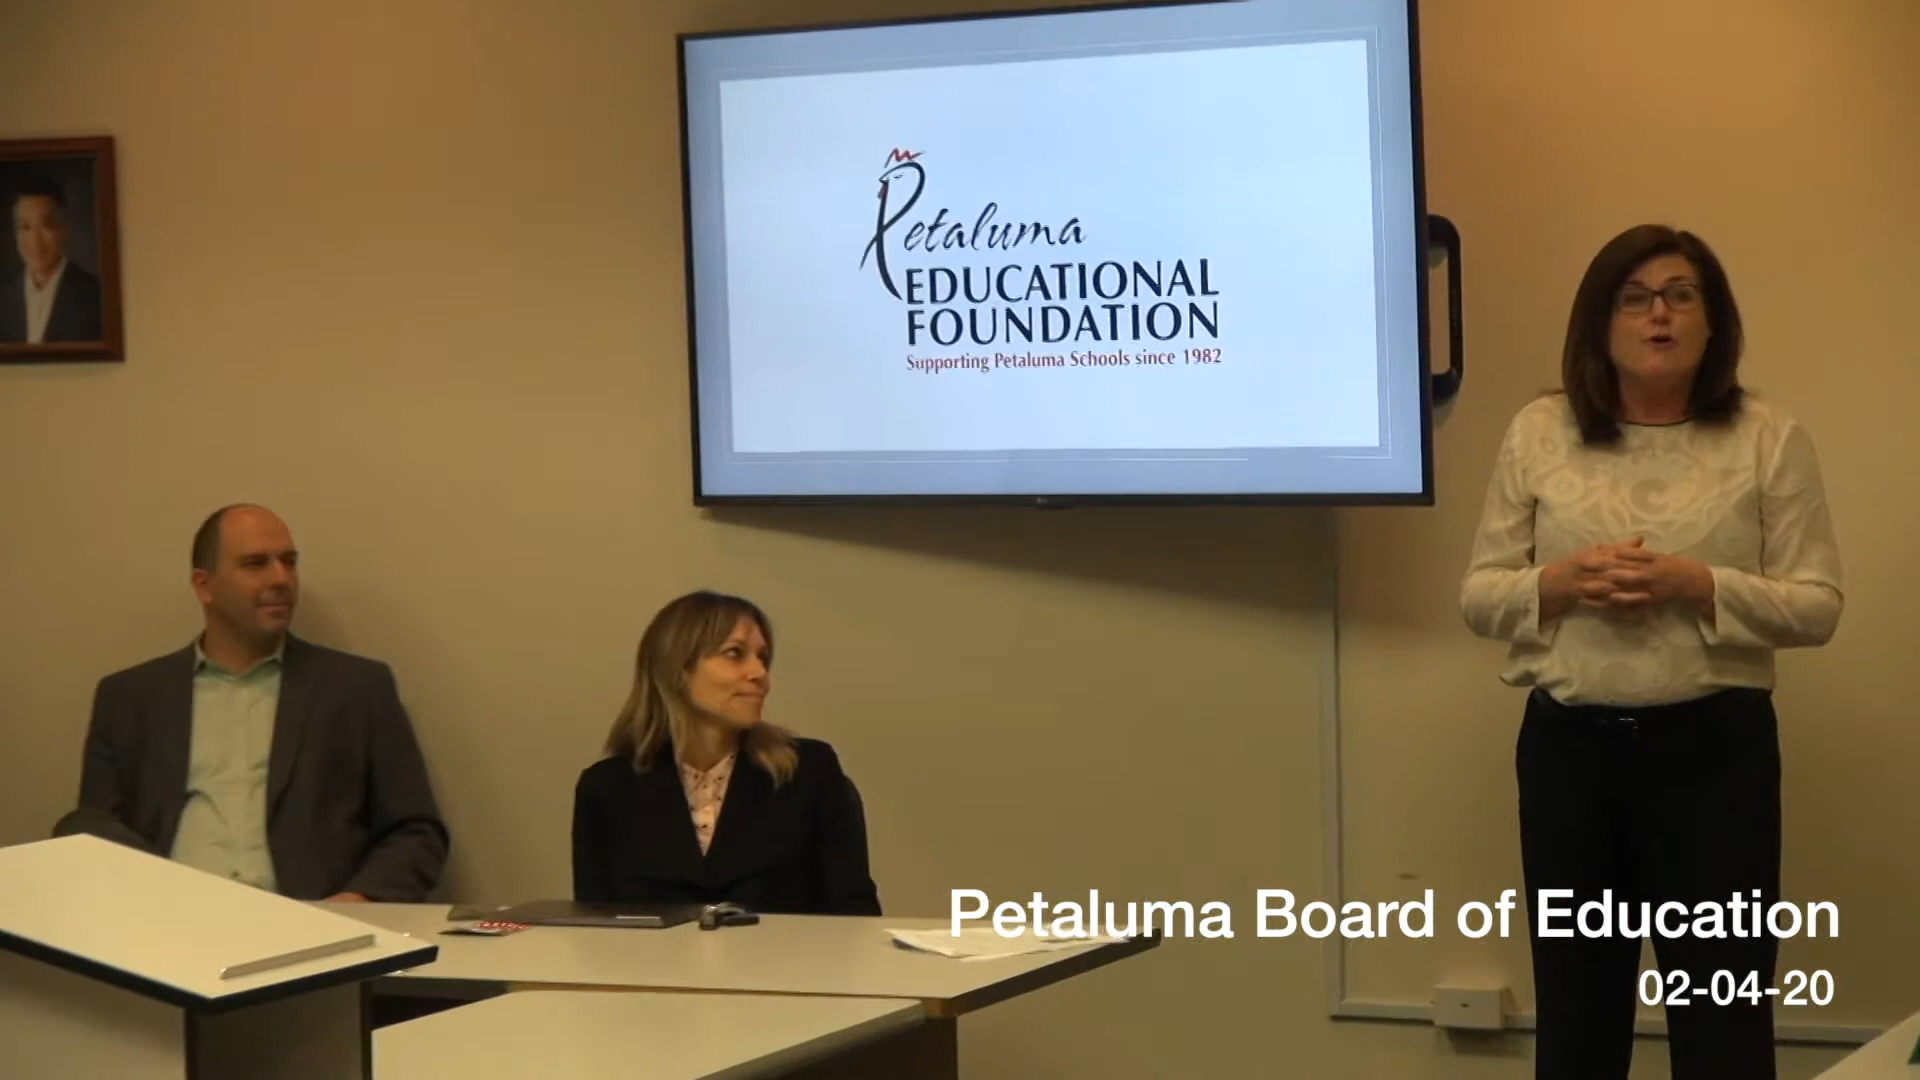 Petaluma
EDUCATIONAL
FOUNDATION
Supporting Petaluma Schools since 1982
Petaluma Board of Education
02-04-20